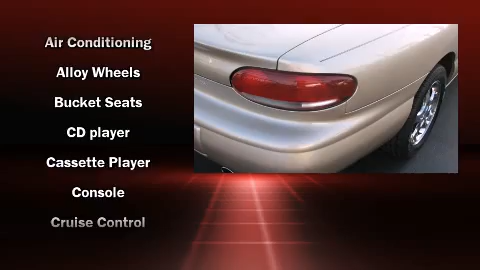 Air Conditioning
Alloy Wheels
Bucket Seats
CD player
Cassette Player
Console
Cruise Control